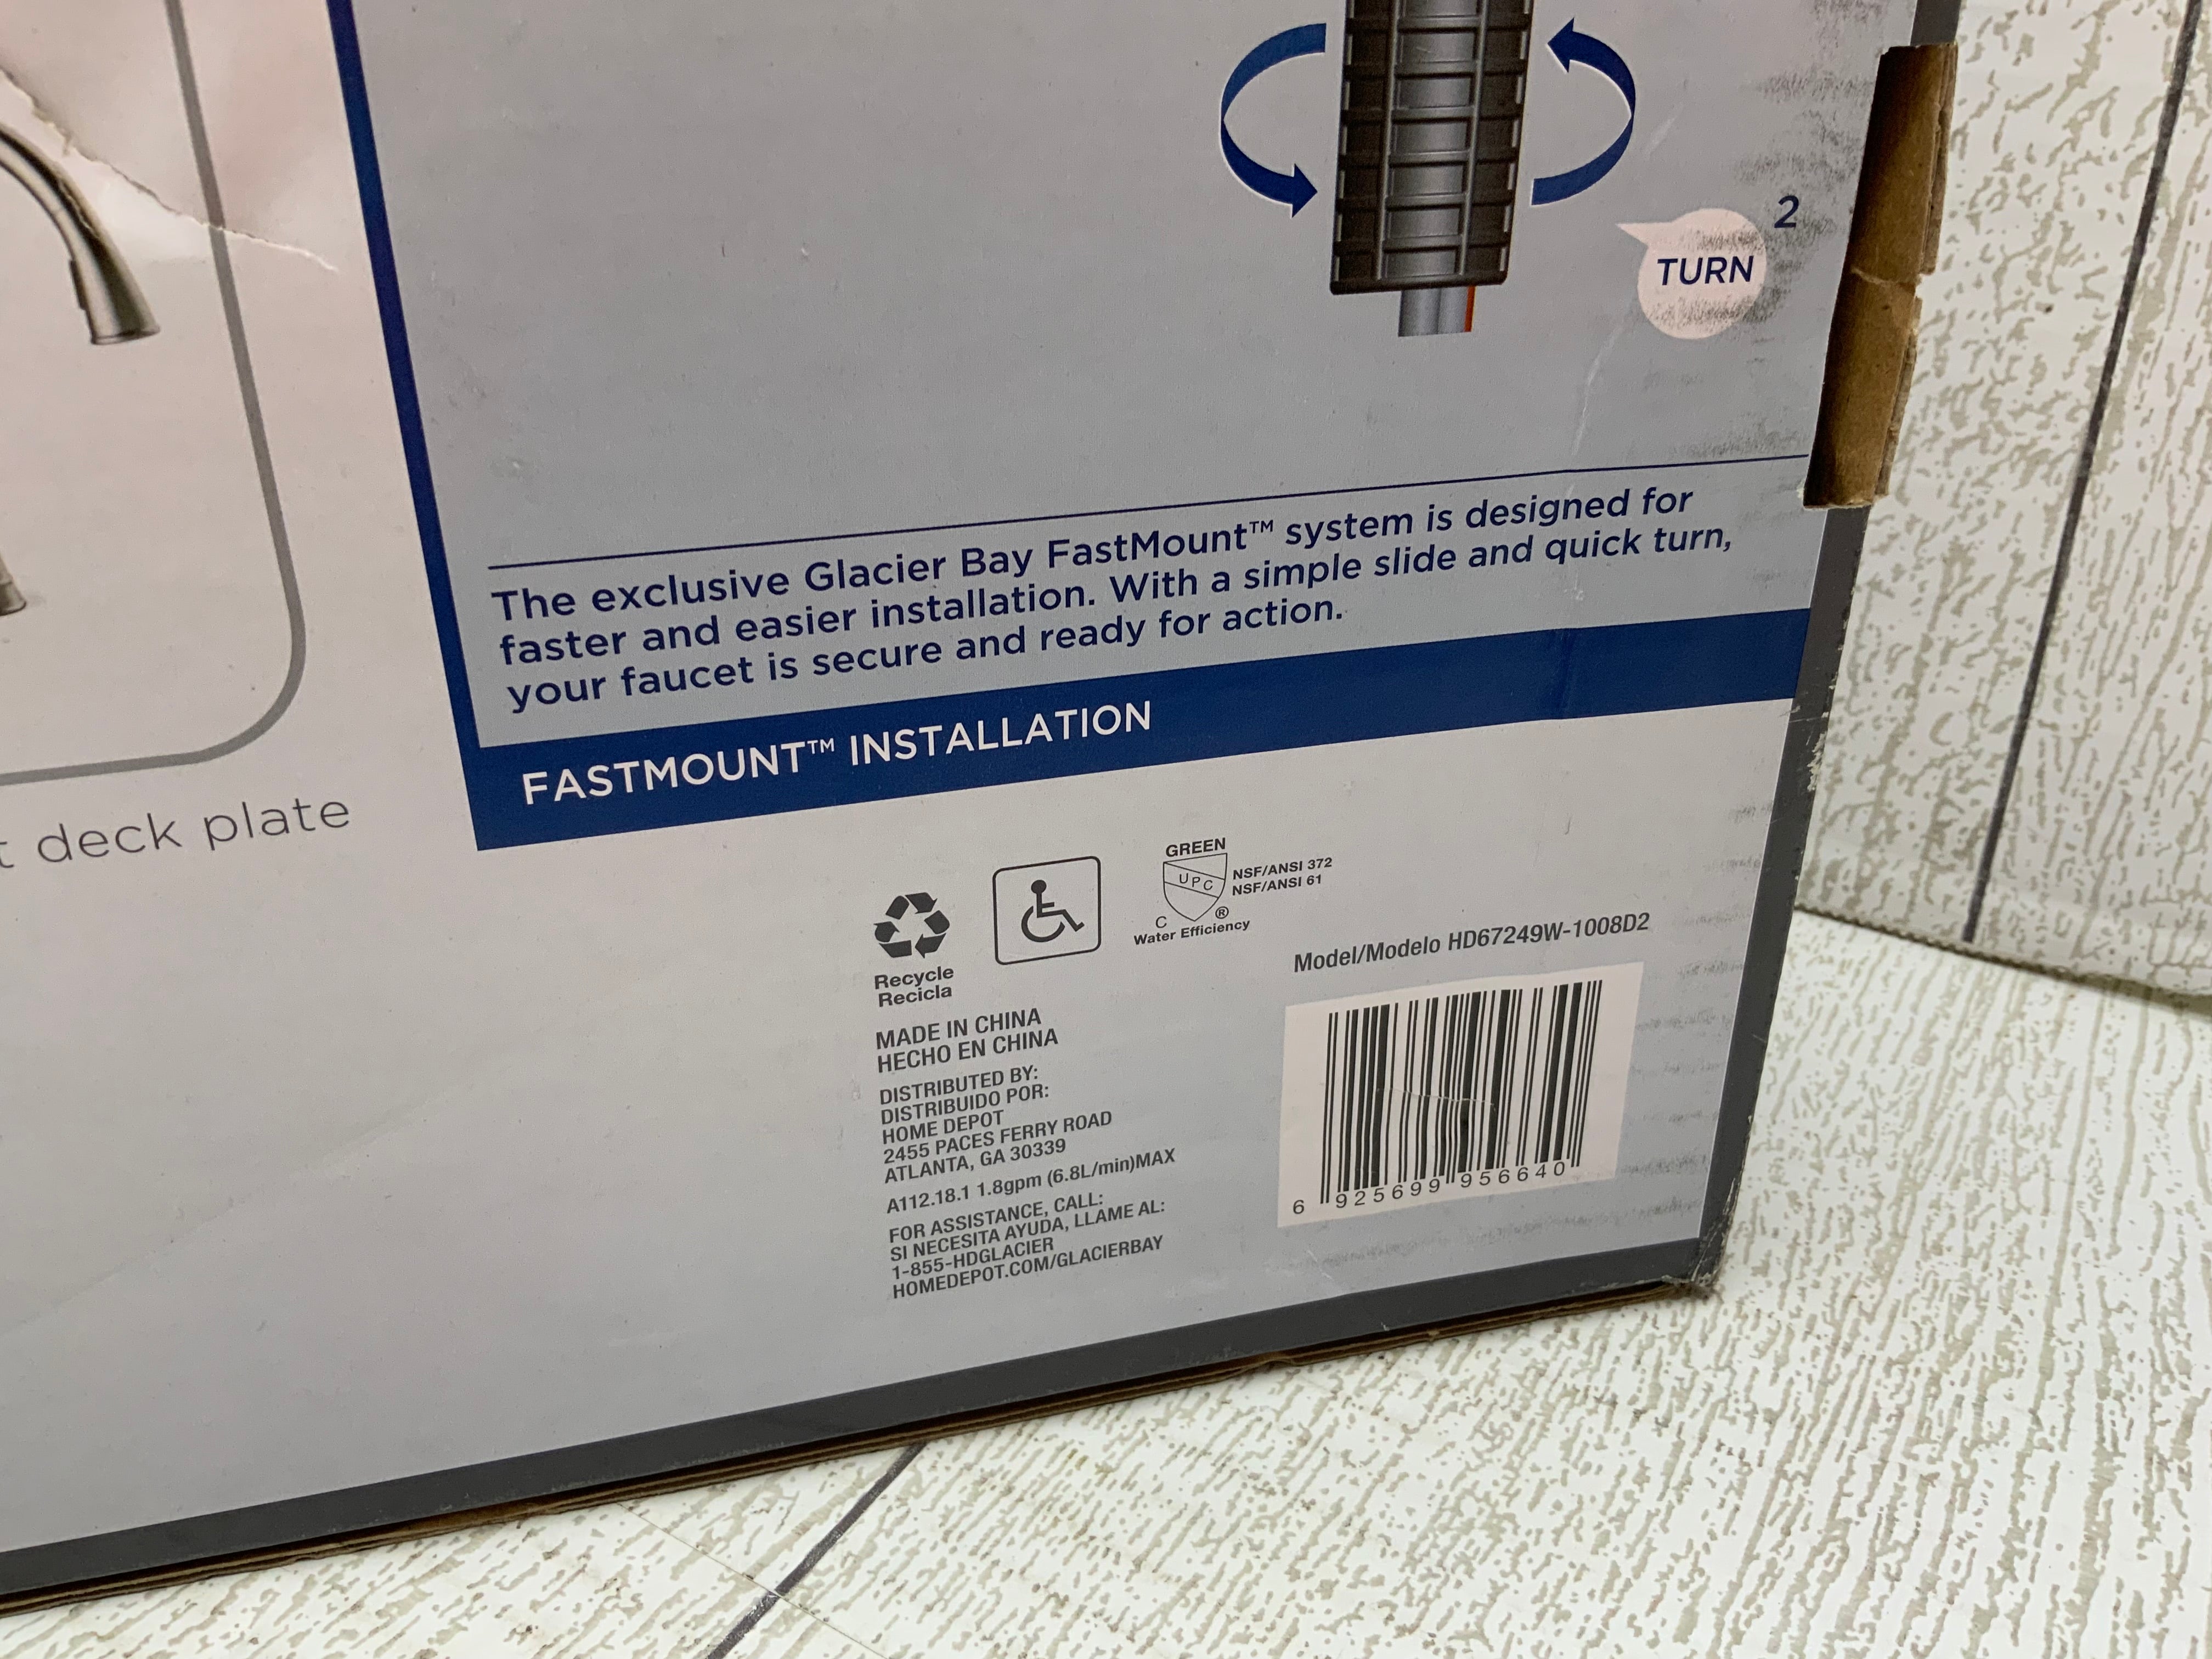 2
TURN
The exclusive Glacier Bay FastMount™ system is designed for
faster and easier installation. With a simple slide and quick turn,
your faucet is secure and ready for action.
FASTMOUNT™ INSTALLATION
deck plate
GREEN
UPC
C ®
Water Efficiency
NSF/ANSI 372
NSF/ANSI 61
Recycle
Recicla
MADE IN CHINA
HECHO EN CHINA
DISTRIBUTED BY:
DISTRIBUIDO POR:
HOME DEPOT
2455 PACES FERRY ROAD
ATLANTA, GA 30339
A112.18.1 1.8gpm (6.8L/min)MAX
FOR ASSISTANCE, CALL:
SI NECESITA AYUDA, LLAME AL:
1-855-HDGLACIER
HOMEDEPOT.COM/GLACIERBAY
Model/Modelo HD67249W-1008D2
6 925699 956640